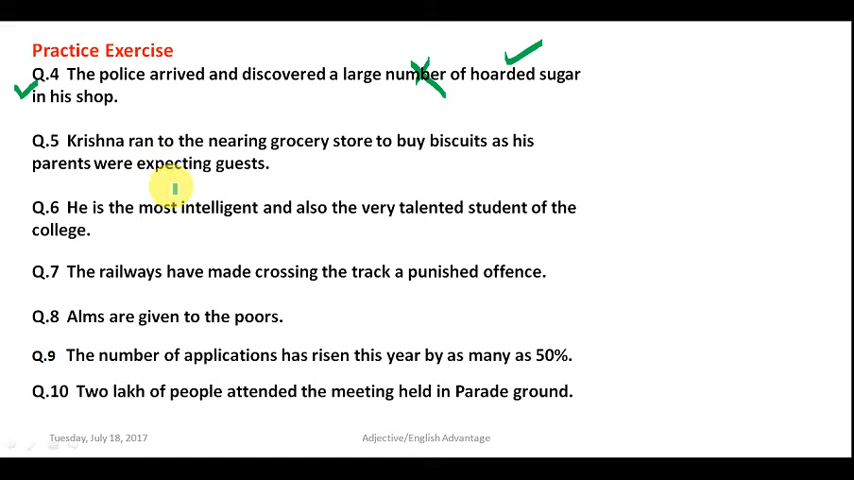 Practice Exercise
Q.4 The police arrived and discovered a large number of hoarded sugar
in his shop.
Q.5 Krishna ran to the nearing grocery store to buy biscuits as his
parents were expecting guests.
Q.6 He is the most intelligent and also the very talented student of the
college.
Q.7 The railways have made crossing the track a punished offence.
Q.8 Alms are given to the poors.
Q.9 The number of applications has risen this year by as many as 50%.
Q.10 Two lakh of people attended the meeting held in Parade ground.
Tuesday, July 18, 2017 Adjective/English Advantage